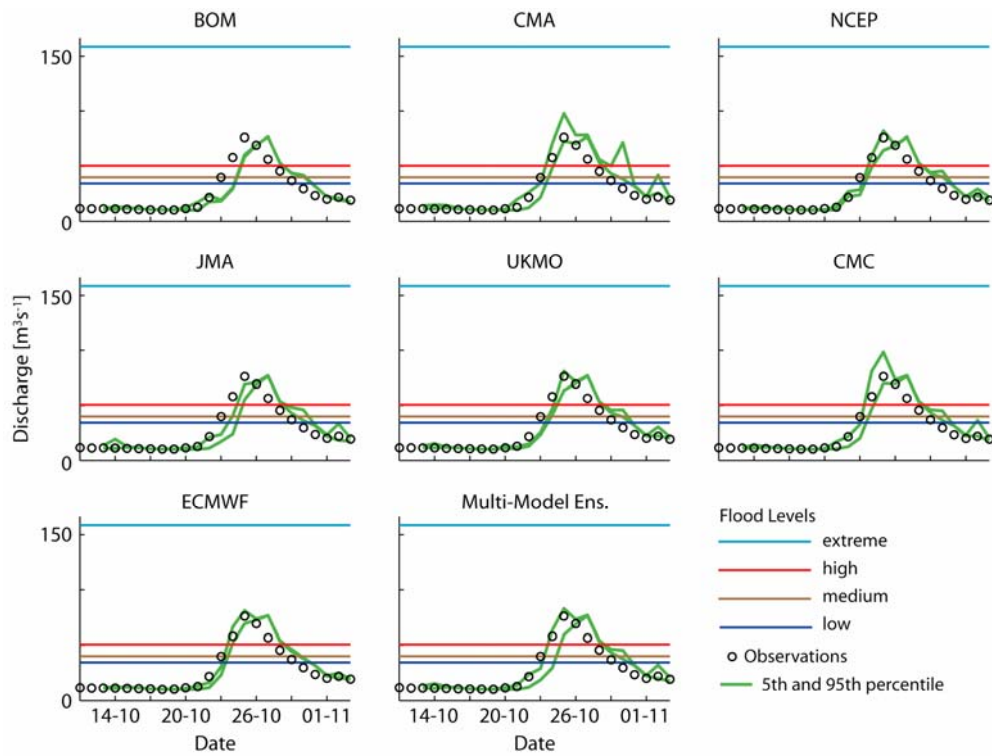 BOM CMA NCEP
150
0
JMA UKMO CMC
Discharge [m³s⁻¹]
150
0
ECMWF Multi-Model Ens.
Flood Levels
150
extreme
high
medium
low
Observations
5th and 95th percentile
0
14-10 20-10 26-10 01-11 14-10 20-10 26-10 01-11
Date Date